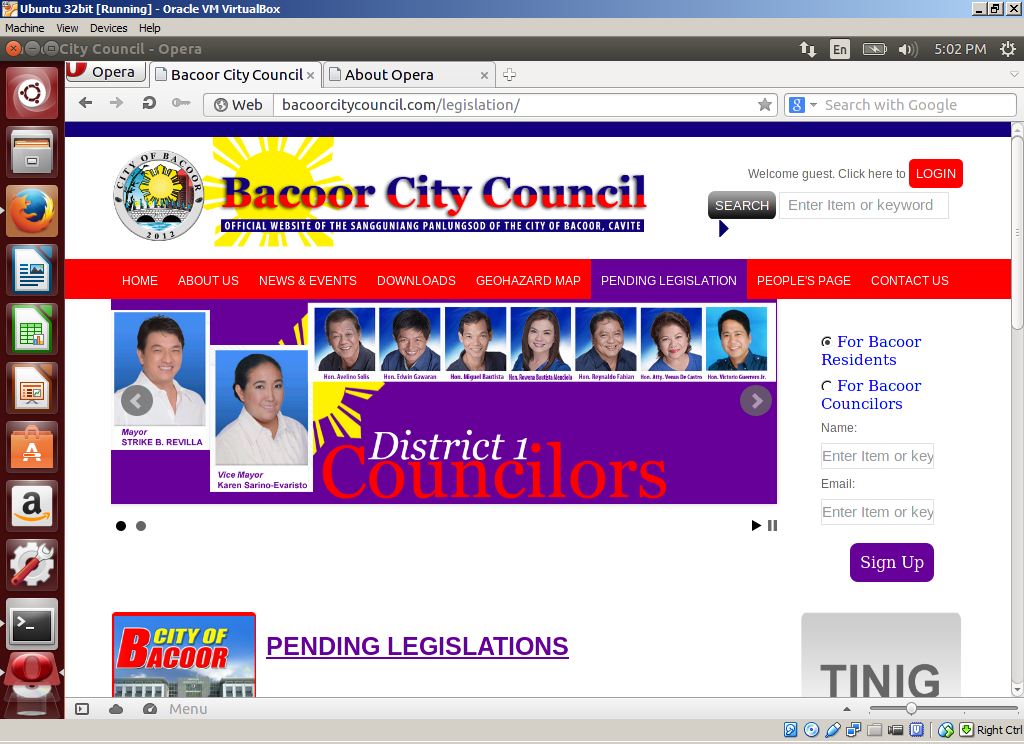 Ubuntu 32bit [Running] - Oracle VM VirtualBox
Machine View Devices Help
City Council - Opera
En
5:02 PM
Opera
Bacoor City Council
About Opera
Web
bacoorcitycouncil.com/legislation/
Search with Google
CITY OF BACOOR
2012
Bacoor City Council
OFFICIAL WEBSITE OF THE SANGGUNIANG PANLUNGSOD OF THE CITY OF BACOOR, CAVITE
Welcome guest. Click here to LOGIN
SEARCH
Enter Item or keyword
HOME ABOUT US NEWS & EVENTS DOWNLOADS GEOHAZARD MAP PENDING LEGISLATION PEOPLE'S PAGE CONTACT US
Hon. Avelino Solis Hon. Edwin Gawaran Hon. Miguel Bautista Hon. Rowena Bautista Mendiola Hon. Reynaldo Fabian Hon. Atty. Venus De Castro Hon. Victorio Guerrero Jr.
Mayor
STRIKE B. REVILLA
Vice Mayor
Karen Sarino-Evaristo
District 1
Councilors
For Bacoor
Residents
For Bacoor
Councilors
Name:
Enter Item or key
Email:
Enter Item or key
Sign Up
CITY OF
BACOOR
PENDING LEGISLATIONS
TINIG
Menu
Right Ctrl